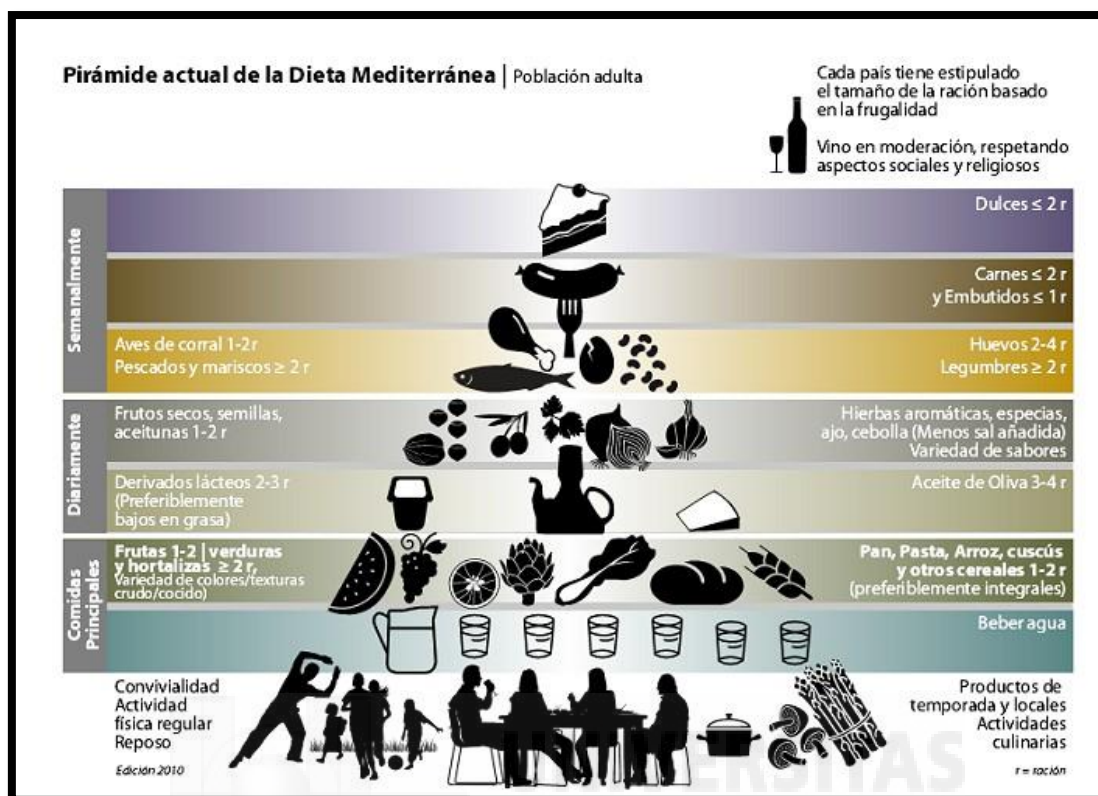 Pirámide actual de la Dieta Mediterránea | Población adulta
Cada país tiene estipulado
el tamaño de la ración basado
en la frugalidad
Vino en moderación, respetando
aspectos sociales y religiosos
Semanalmente
Dulces ≤ 2 r
Carnes ≤ 2 r
y Embutidos ≤ 1 r
Aves de corral 1-2 r
Pescados y mariscos ≥ 2 r
Huevos 2-4 r
Legumbres ≥ 2 r
Diariamente
Frutos secos, semillas,
aceitunas 1-2 r
Hierbas aromáticas, especias,
ajo, cebolla (Menos sal añadida)
Variedad de sabores
Derivados lácteos 2-3 r
(Preferiblemente
bajos en grasa)
Aceite de Oliva 3-4 r
Comidas
Principales
Frutas 1-2 | verduras
y hortalizas ≥ 2 r,
Variedad de colores/texturas
crudo/cocido)
Pan, Pasta, Arroz, cuscús
y otros cereales 1-2 r
(preferiblemente integrales)
Beber agua
Convivialidad
Actividad
física regular
Reposo
Edición 2010
Productos de
temporada y locales
Actividades
culinarias
r = ración
UNIVERSITAS